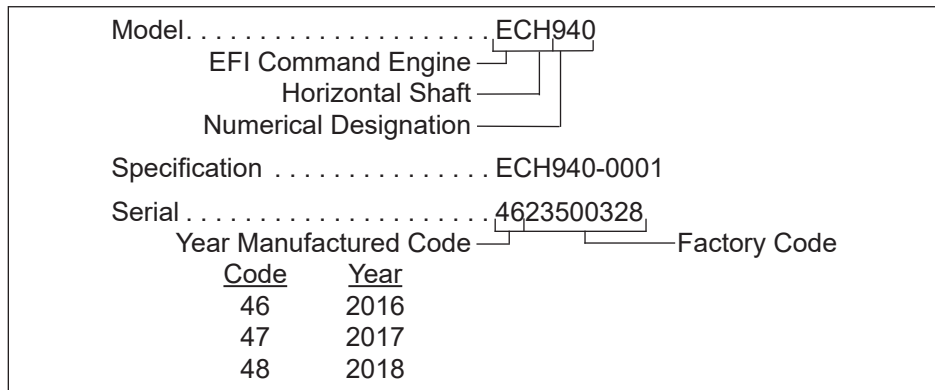 Model. . . . . . . . . . . . . . . . . . . . . ECH940
EFI Command Engine
Horizontal Shaft
Numerical Designation
Specification . . . . . . . . . . . . . . . ECH940-0001
Serial . . . . . . . . . . . . . . . . . . . . . 4623500328
Year Manufactured Code Factory Code
Code Year
46 2016
47 2017
48 2018